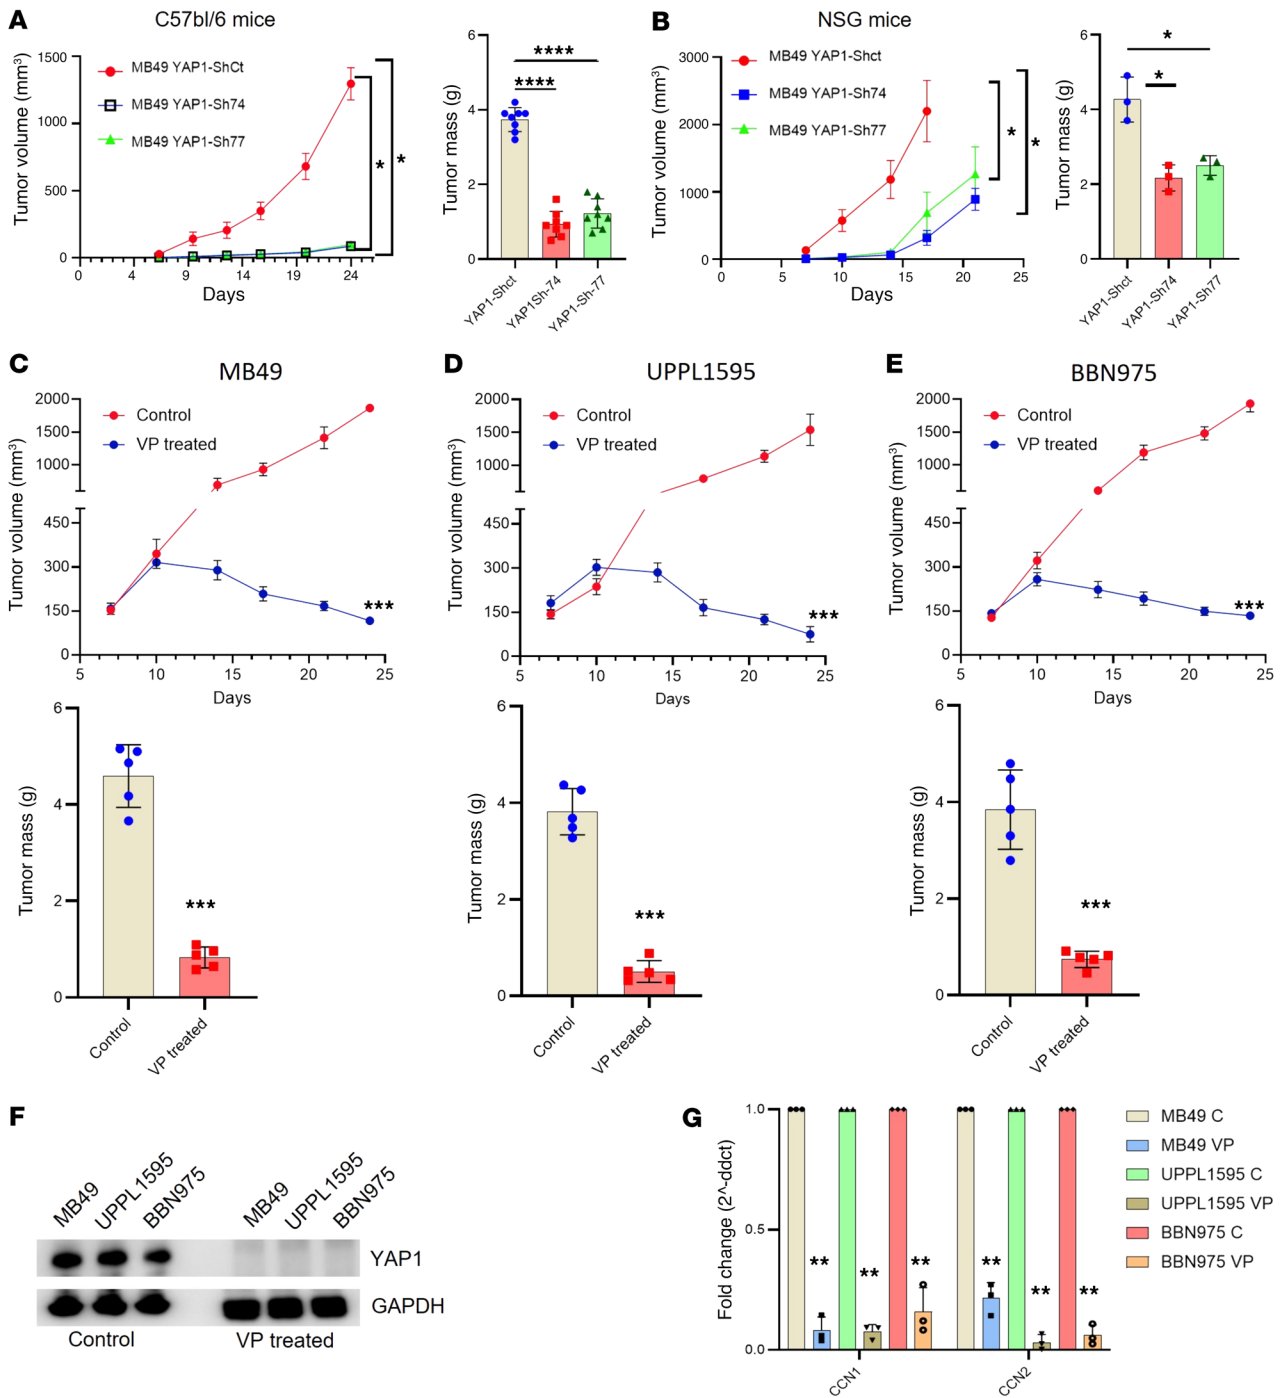 A
C57bl/6 mice
Tumor volume (mm³)
1500
1000
500
0
MB49 YAP1-ShCt
MB49 YAP1-Sh74
MB49 YAP1-Sh77
*
*
0
4
9
14
19
24
Days
Tumor mass (g)
6
4
2
0
****
****
YAP1-Shct
YAP1Sh-74
YAP1-Sh-77
B
NSG mice
Tumor volume (mm³)
3000
2000
1000
0
MB49 YAP1-Shct
MB49 YAP1-Sh74
MB49 YAP1-Sh77
*
*
0
5
10
15
20
25
Days
Tumor mass (g)
6
4
2
0
*
*
YAP1-Shct
YAP1-Sh74
YAP1-Sh77
C
MB49
Tumor volume (mm³)
2000
1500
1000
450
300
150
0
Control
VP treated
***
5
10
15
20
25
Days
Tumor mass (g)
6
4
2
0
***
Control
VP treated
D
UPPL1595
Tumor volume (mm³)
2000
1500
1000
450
300
150
0
Control
VP treated
***
5
10
15
20
25
Days
Tumor mass (g)
6
4
2
0
***
Control
VP treated
E
BBN975
Tumor volume (mm³)
2000
1500
1000
450
300
150
0
Control
VP treated
***
5
10
15
20
25
Days
Tumor mass (g)
6
4
2
0
***
Control
VP treated
F
MB49
UPPL1595
BBN975
MB49
UPPL1595
BBN975
YAP1
GAPDH
Control
VP treated
G
Fold change (2^-ddct)
1.0
0.5
0.0
**
**
**
**
**
**
CCN1
CCN2
MB49 C
MB49 VP
UPPL1595 C
UPPL1595 VP
BBN975 C
BBN975 VP